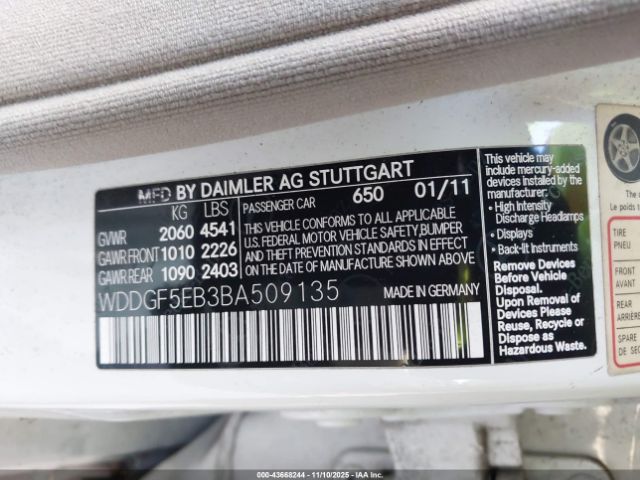 MFD BY DAIMLER AG STUTTGART
KG LBS PASSENGER CAR 650 01/11
GVWR 2060 4541
GAWR FRONT 1010 2226
GAWR REAR 1090 2403
THIS VEHICLE CONFORMS TO ALL APPLICABLE
U.S. FEDERAL MOTOR VEHICLE SAFETY,BUMPER
AND THEFT PREVENTION STANDARDS IN EFFECT
ON THE DATE OF MANUFACTURE SHOWN ABOVE.
WDDGF5EB3BA509135
This vehicle may
include mercury-added
devices installed by the
manufacturer:
• High Intensity
Discharge Headlamps
• Displays
• Back-lit Instruments
Remove Devices
Before Vehicle
Disposal.
Upon Removal of
Devices Please
Reuse, Recycle or
Dispose as
Hazardous Waste.
TIRE
PNEU
FRONT
AVANT
REAR
ARRIÈRE
SPARE
DE SEC
000-43668244 — 11/10/2025 — IAAI.CA